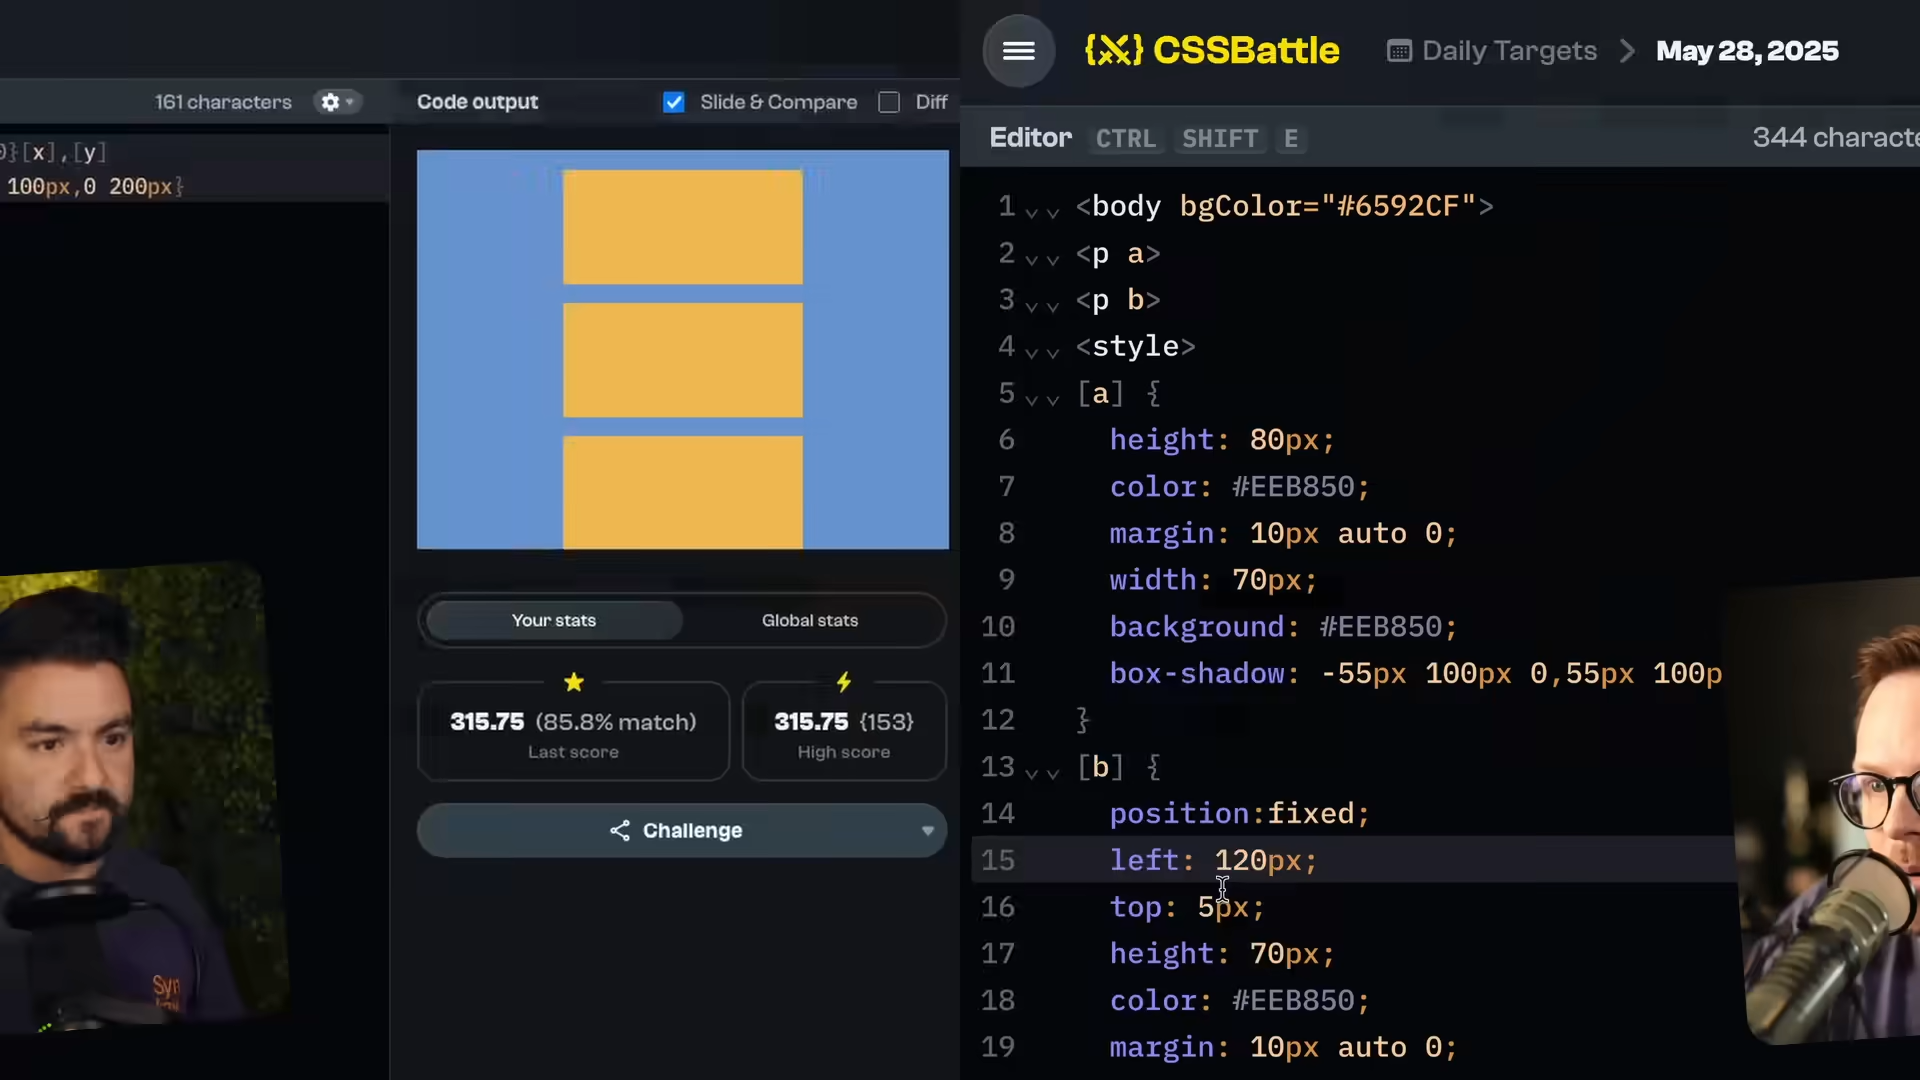 161 characters
Code output
Slide & Compare
Diff
}[x],[y]
100px,0 200px}
Your stats
Global stats
315.75 (85.8% match)
Last score
315.75 {153}
High score
Challenge
{X} CSSBattle
Daily Targets > May 28, 2025
Editor CTRL SHIFT E
344
1 <body bgColor="#6592CF">
2 <p a>
3 <p b>
4 <style>
5 [a] {
6 height: 80px;
7 color: #EEB850;
8 margin: 10px auto 0;
9 width: 70px;
10 background: #EEB850;
11 box-shadow: -55px 100px 0,55px 100p
12 }
13 [b] {
14 position:fixed;
15 left: 120px;
16 top: 5px;
17 height: 70px;
18 color: #EEB850;
19 margin: 10px auto 0;